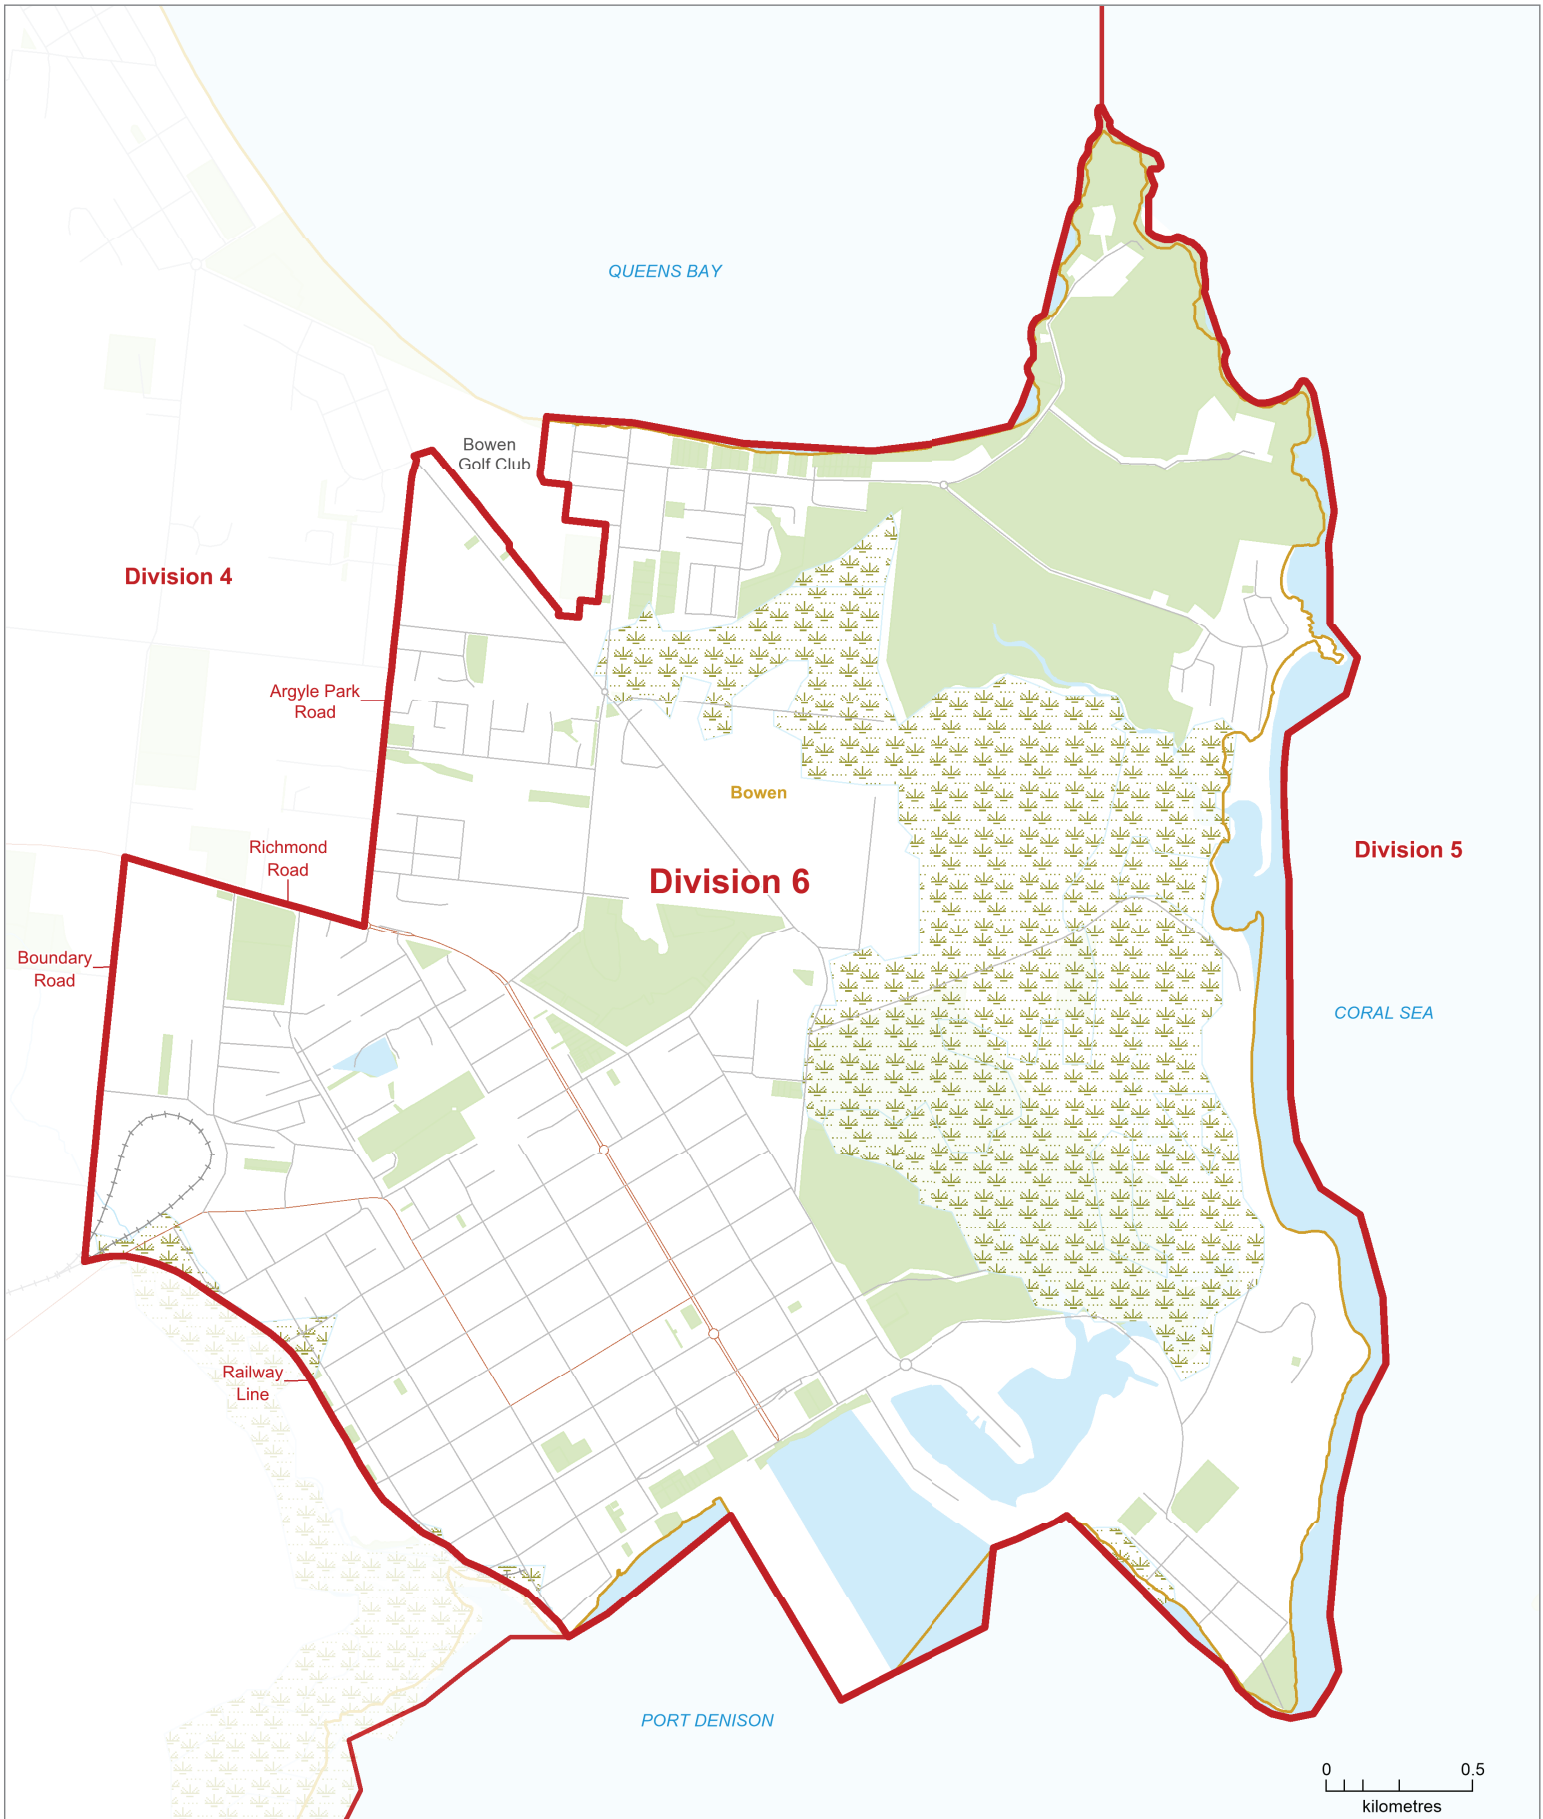 QUEENS BAY
Bowen
Golf Club
Division 4
Argyle Park
Road
Bowen
Richmond
Road
Division 6
Division 5
Boundary
Road
CORAL SEA
Railway
Line
PORT DENISON
0 0.5
kilometres